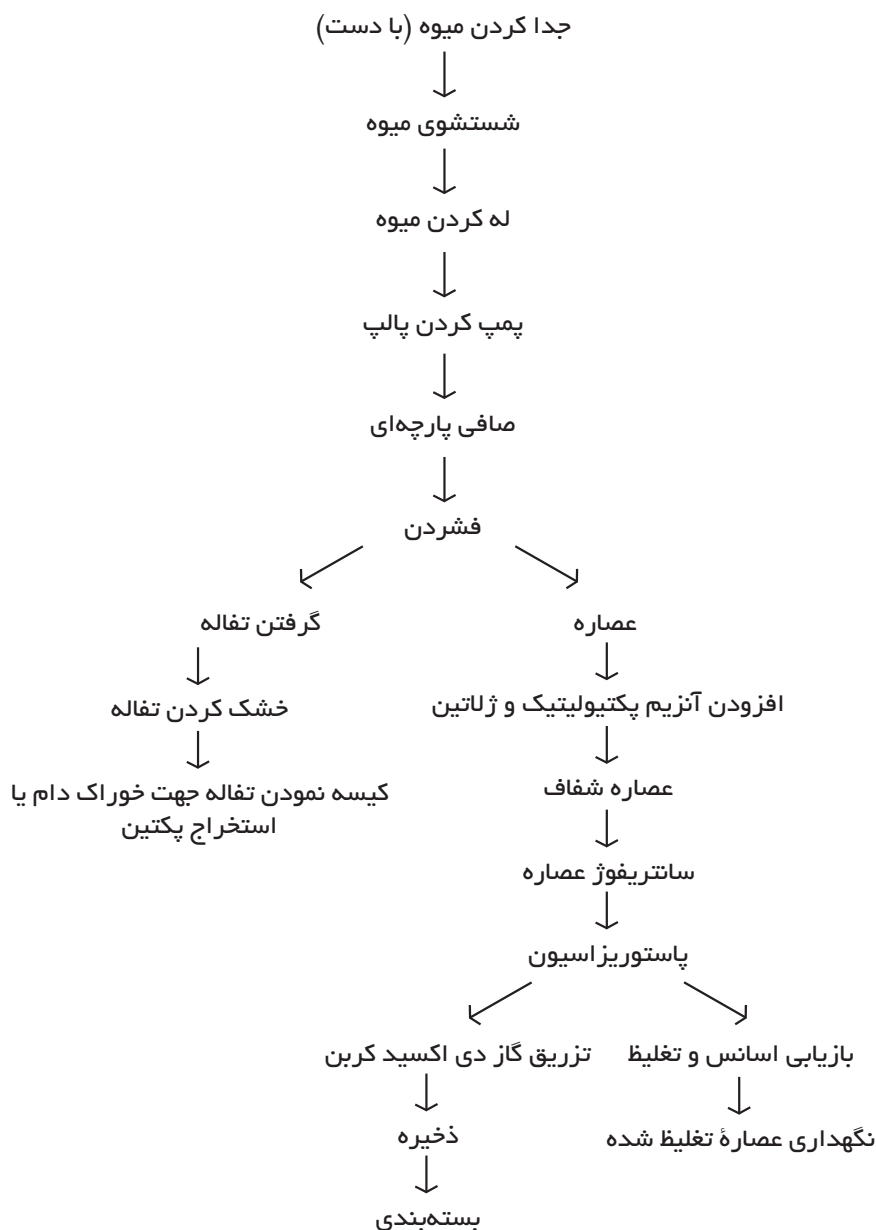 جدا کردن میوه (با دست)
شستشوی میوه
له کردن میوه
پمپ کردن پالپ
صافی پارچه‌ای
فشردن
عصاره
گرفتن تفاله
افزودن آنزیم پکتیولیتیک و ژلاتین
خشک کردن تفاله
عصاره شفاف
کیسه نمودن تفاله جهت خوراک دام یا
استخراج پکتین
سانتریفوژ عصاره
پاستوریزاسیون
بازیابی اسانس و تغلیظ
تزریق گاز دی اکسید کربن
نگهداری عصارهٔ تغلیظ شده
ذخیره
بسته‌بندی